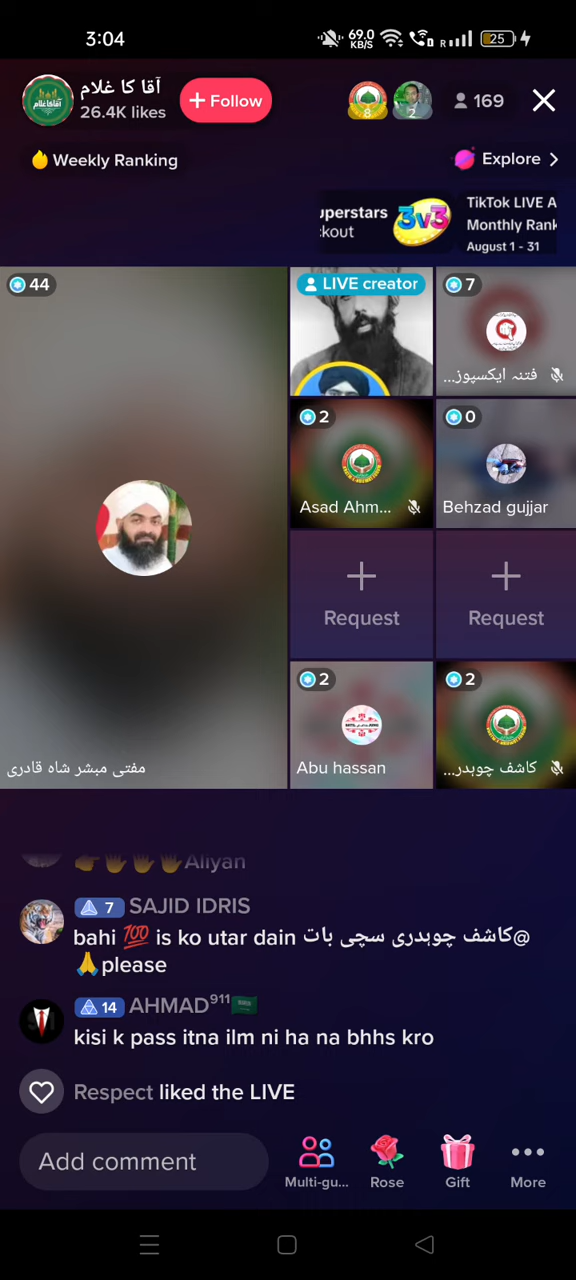 3:04
69.0
KB/S
R
25
آقا کا غلام
26.4K likes
+ Follow
8
2
169
Weekly Ranking
Explore
uperstars
kout
3v3
TikTok LIVE A
Monthly Rank
August 1 - 31
44
LIVE creator
7
فتنہ ایکسپوز...
2
0
Asad Ahm...
Behzad gujjar
Request
Request
2
2
مفتی مبشر شاہ قادری
Abu hassan
کاشف چوہدر...
Aliyan
7 SAJID IDRIS
bahi 💯 is ko utar dain @کاشف چوہدری سچی بات
🙏please
14 AHMAD⁹¹¹🇸🇦
kisi k pass itna ilm ni ha na bhhs kro
Respect liked the LIVE
Add comment
Multi-gu...
Rose
Gift
More